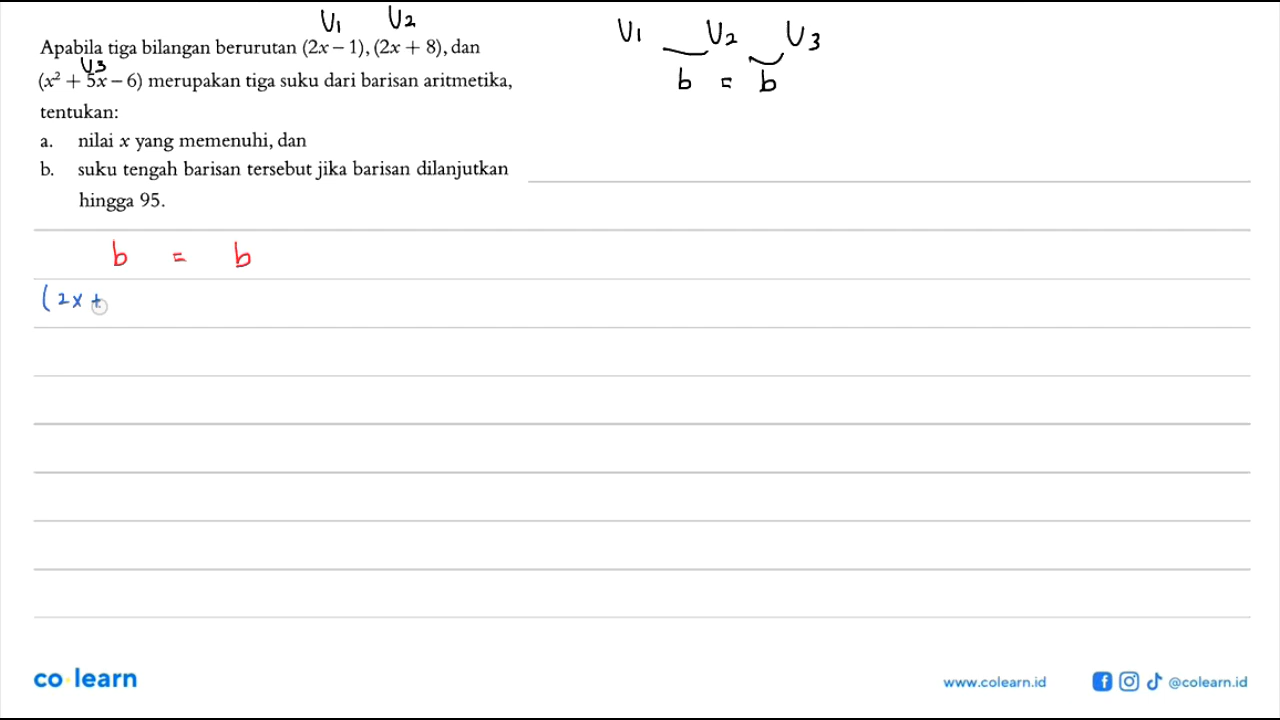 U1 U2
Apabila tiga bilangan berurutan (2x − 1), (2x + 8), dan
U3
(x² + 5x − 6) merupakan tiga suku dari barisan aritmetika,
tentukan:
a. nilai x yang memenuhi, dan
b. suku tengah barisan tersebut jika barisan dilanjutkan
hingga 95.
U1 U2 U3
b = b
b = b
(2x +
co learn
www.colearn.id
@colearn.id